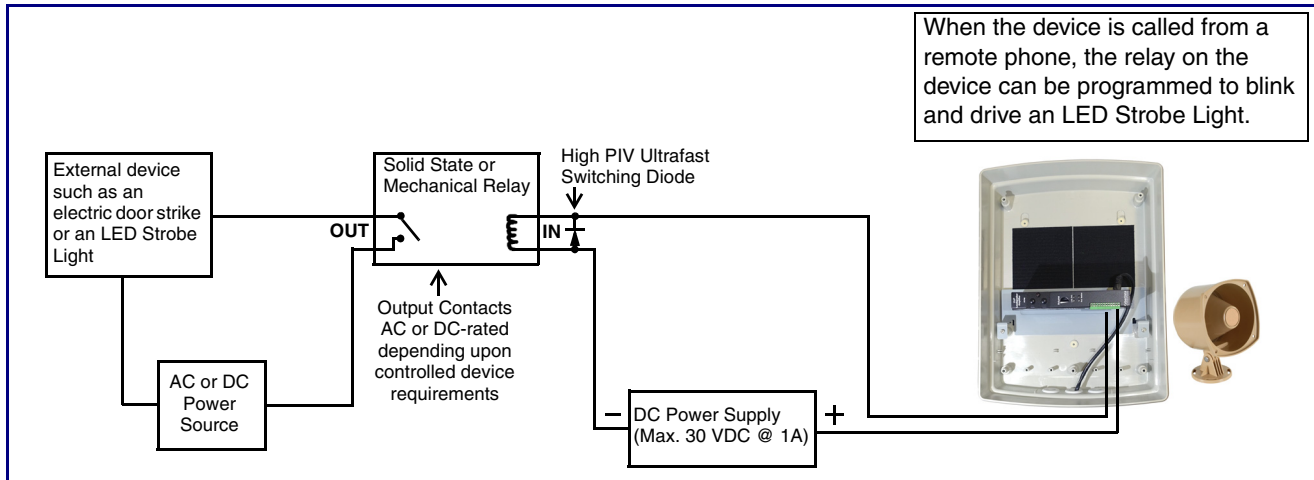 When the device is called from a
remote phone, the relay on the
device can be programmed to blink
and drive an LED Strobe Light.
External device
such as an
electric door strike
or an LED Strobe
Light
Solid State or
Mechanical Relay
High PIV Ultrafast
Switching Diode
OUT
IN
Output Contacts
AC or DC-rated
depending upon
controlled device
requirements
AC or DC
Power
Source
–
DC Power Supply
(Max. 30 VDC @ 1A)
+